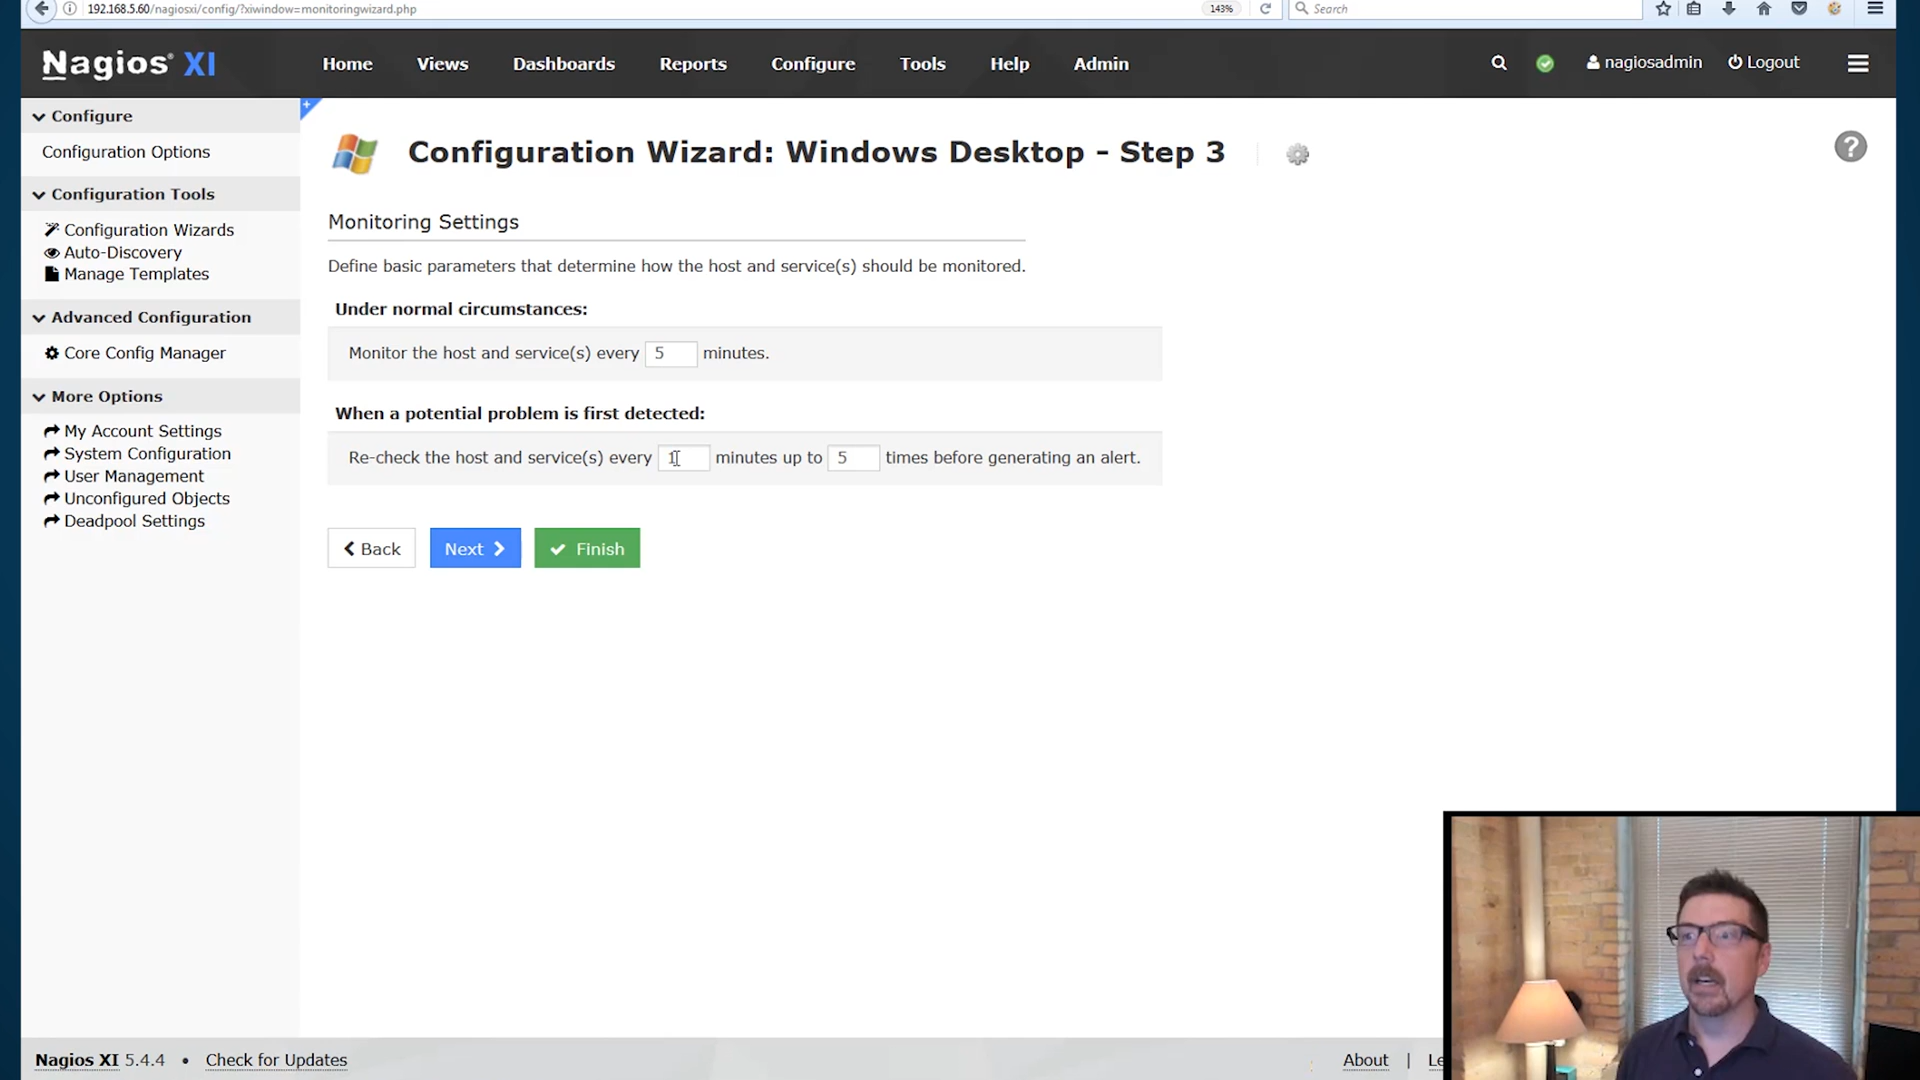 192.168.5.60/nagiosxi/config/?xiwindow=monitoringwizard.php
143%
Search
Nagios® XI
Home
Views
Dashboards
Reports
Configure
Tools
Help
Admin
nagiosadmin
Logout
Configure
Configuration Options
Configuration Tools
Configuration Wizards
Auto-Discovery
Manage Templates
Advanced Configuration
Core Config Manager
More Options
My Account Settings
System Configuration
User Management
Unconfigured Objects
Deadpool Settings
Configuration Wizard: Windows Desktop - Step 3
?
Monitoring Settings
Define basic parameters that determine how the host and service(s) should be monitored.
Under normal circumstances:
Monitor the host and service(s) every 5 minutes.
When a potential problem is first detected:
Re-check the host and service(s) every 1 minutes up to 5 times before generating an alert.
Back
Next
Finish
Nagios XI 5.4.4 • Check for Updates
About | Le